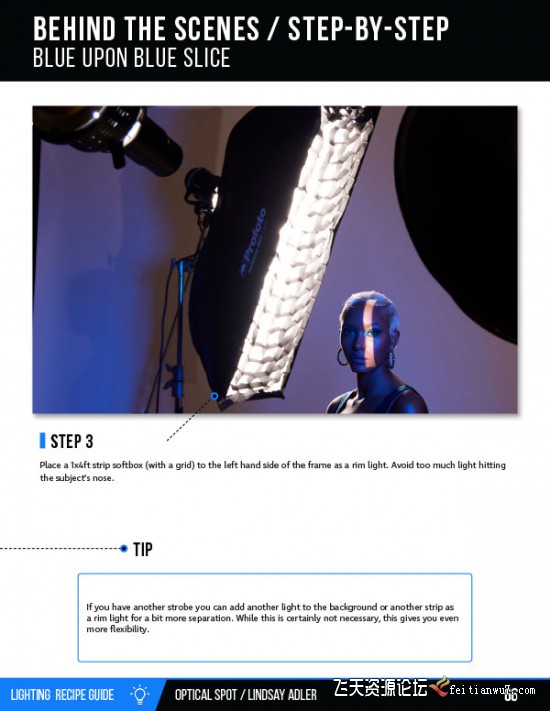 BEHIND THE SCENES / STEP-BY-STEP
BLUE UPON BLUE SLICE
Profoto
STEP 3
Place a 1x4ft strip softbox (with a grid) to the left hand side of the frame as a rim light. Avoid too much light hitting
the subject's nose.
TIP
If you have another strobe you can add another light to the background or another strip as
a rim light for a bit more separation. While this is certainly not necessary, this gives you even
more flexibility.
LIGHTING RECIPE GUIDE
OPTICAL SPOT / LINDSAY ADLER
飞天资源论坛
feitianwu7.com